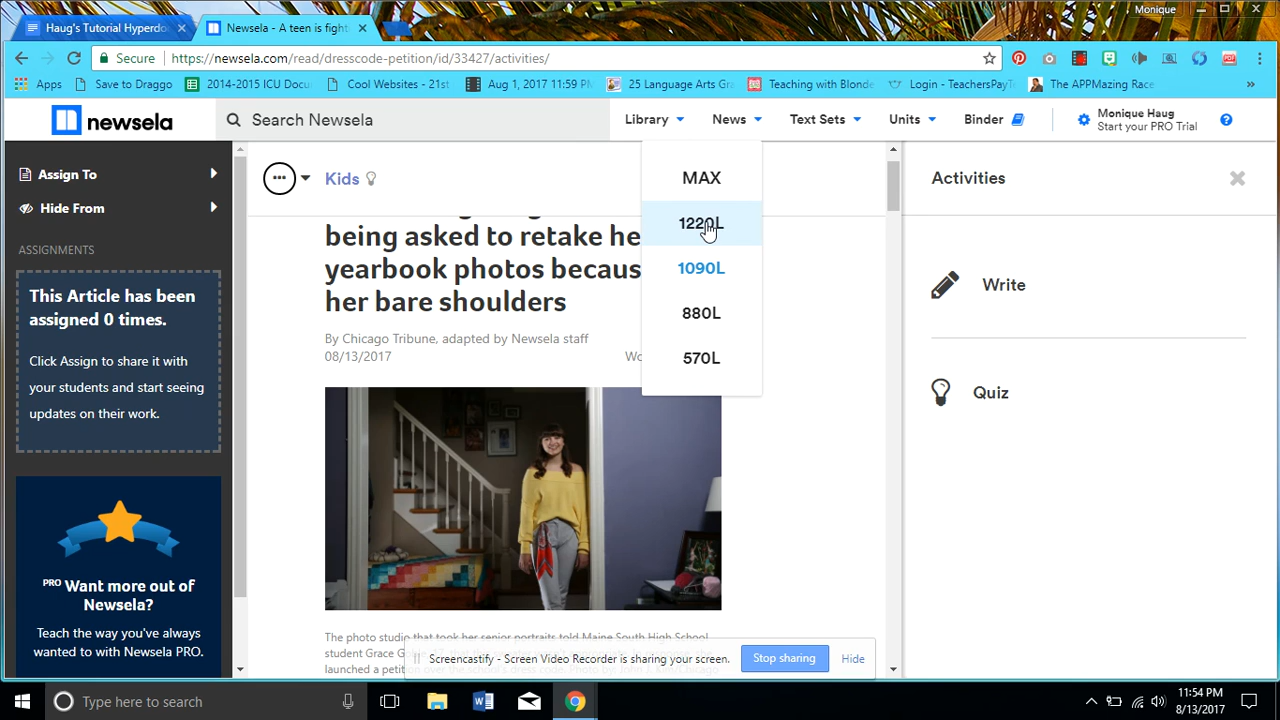 Monique
Haug's Tutorial Hyperdo
Newsela - A teen is fight
Secure
https://newsela.com/read/dresscode-petition/id/33427/activities/
Apps
Save to Draggo
2014-2015 ICU Docu
Cool Websites - 21st
Aug 1, 2017 11:59 P
25 Language Arts Gra
Teaching with Blonde
Login - TeachersPayT
The APPMazing Race
»
newsela
Search Newsela
Library
News
Text Sets
Units
Binder
Monique Haug
Start your PRO Trial
Assign To
Hide From
ASSIGNMENTS
This Article has been
assigned 0 times.
Click Assign to share it with
your students and start seeing
updates on their work.
PRO Want more out of
Newsela?
Teach the way you've always
wanted to with Newsela PRO.
Kids
being asked to retake he
yearbook photos becaus
her bare shoulders
By Chicago Tribune, adapted by Newsela staff
08/13/2017
MAX
1220L
1090L
880L
570L
Activities
Write
Quiz
The photo studio that took her senior portraits told Maine South High School
student Grace
launched a petition over the school's dress code. Photo by:
Screencastify - Screen Video Recorder is sharing your screen.
Stop sharing
Hide
Type here to search
11:54 PM
8/13/2017